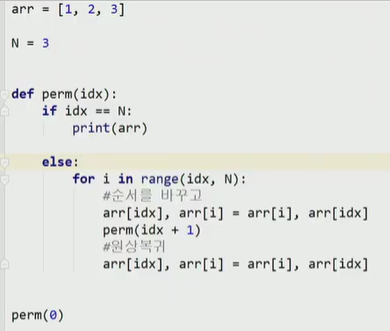 arr = [1, 2, 3]
N = 3
def perm(idx):
if idx == N:
print(arr)
else:
for i in range(idx, N):
#순서를 바꾸고
arr[idx], arr[i] = arr[i], arr[idx]
perm(idx + 1)
#원상복귀
arr[idx], arr[i] = arr[i], arr[idx]
perm(0)